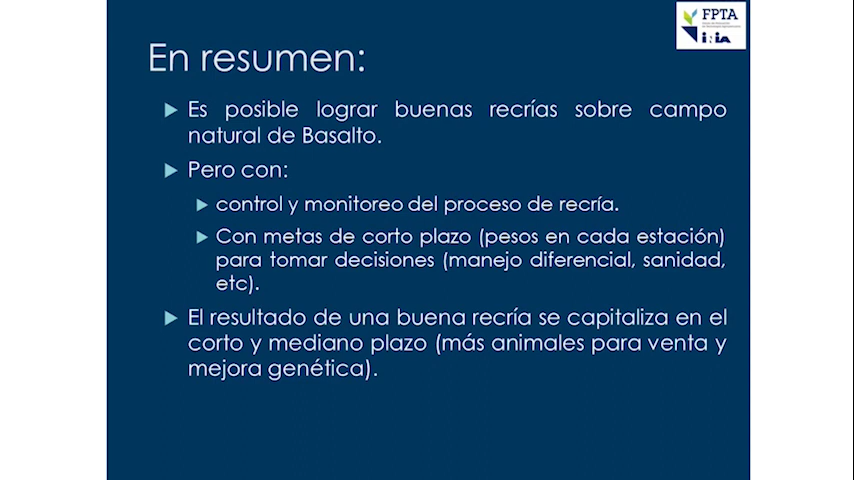 FPTA
INIA
En resumen:
Es posible lograr buenas recrías sobre campo
natural de Basalto.
Pero con:
control y monitoreo del proceso de recría.
Con metas de corto plazo (pesos en cada estación)
para tomar decisiones (manejo diferencial, sanidad,
etc).
El resultado de una buena recría se capitaliza en el
corto y mediano plazo (más animales para venta y
mejora genética).